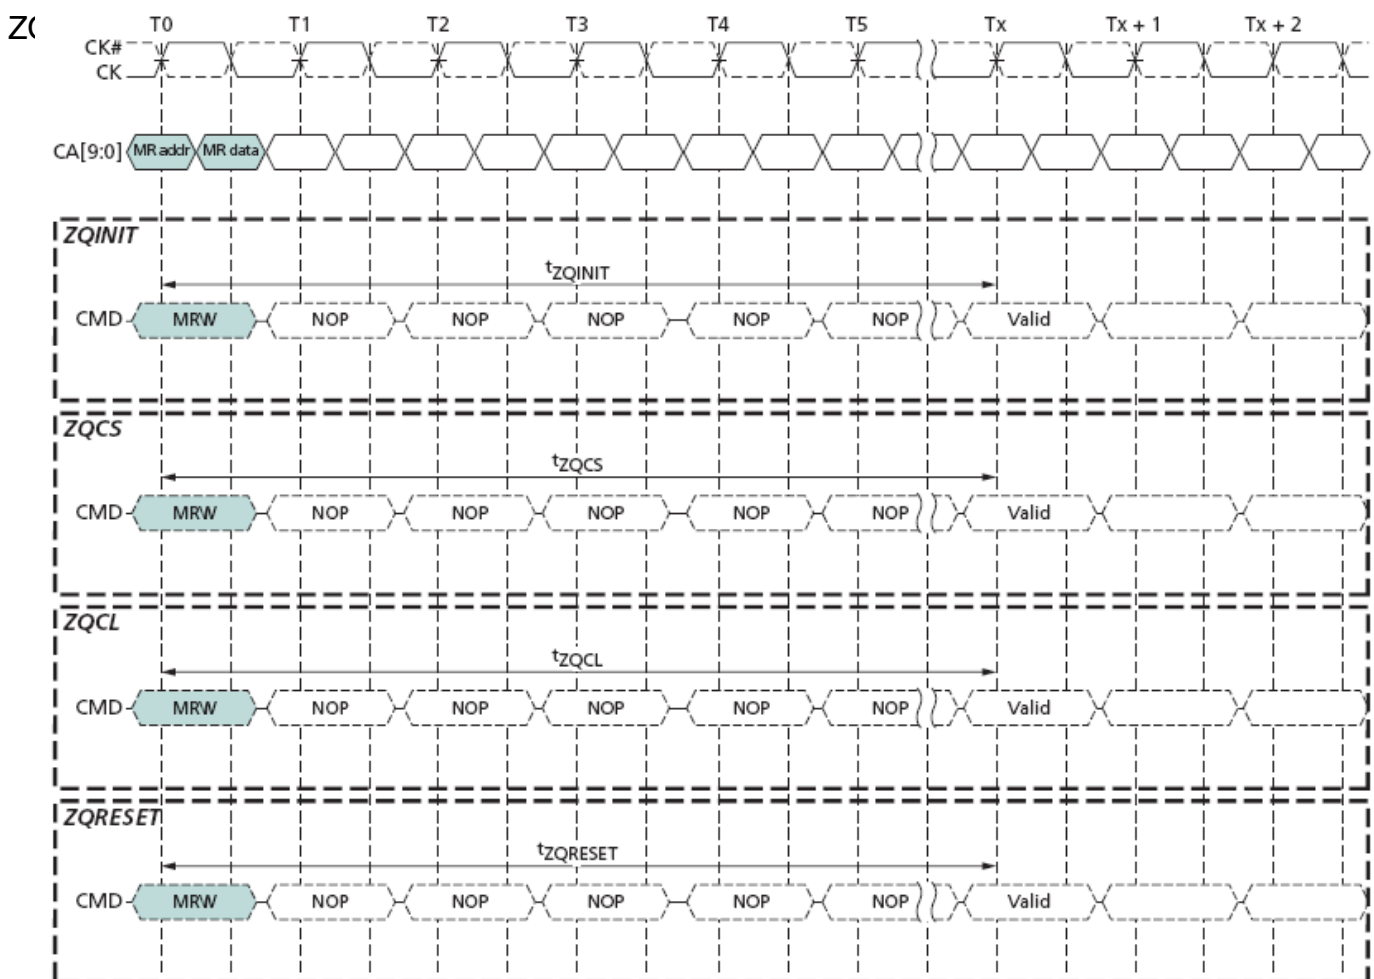 ZQ
T0 T1 T2 T3 T4 T5 Tx Tx + 1 Tx + 2
CK#
CK
CA[9:0] MR addr MR data
ZQINIT
tZQINIT
CMD MRW NOP NOP NOP NOP NOP Valid
ZQCS
tZQCS
CMD MRW NOP NOP NOP NOP NOP Valid
ZQCL
tZQCL
CMD MRW NOP NOP NOP NOP NOP Valid
ZQRESET
tZQRESET
CMD MRW NOP NOP NOP NOP NOP Valid